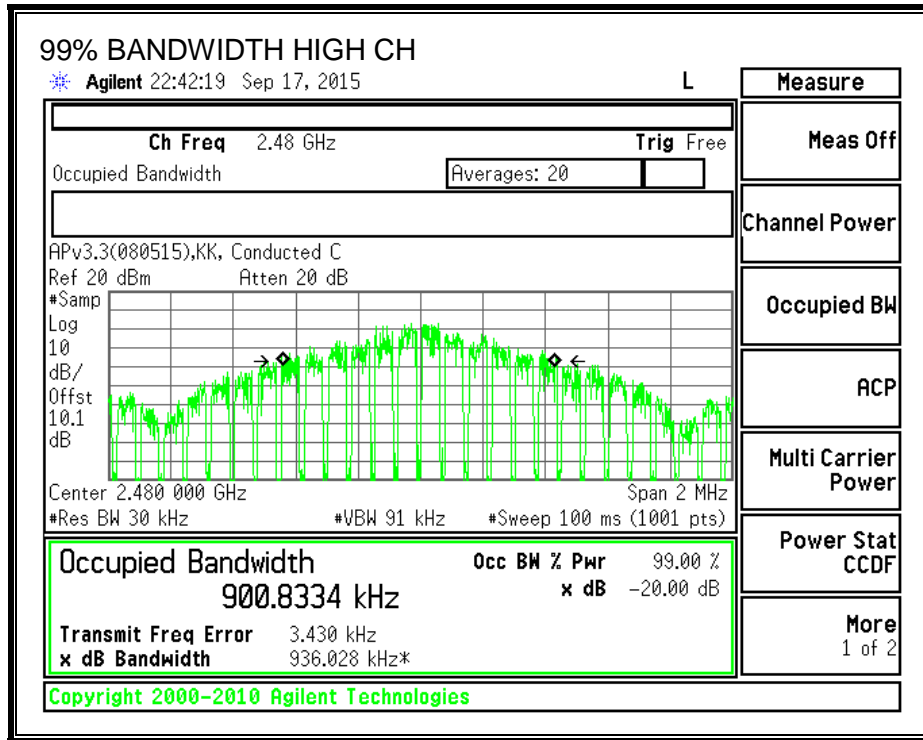 99% BANDWIDTH HIGH CH
Agilent 22:42:19 Sep 17, 2015 L
Measure
Ch Freq 2.48 GHz Trig Free
Meas Off
Occupied Bandwidth Averages: 20
Channel Power
APv3.3(080515),KK, Conducted C
Ref 20 dBm Atten 20 dB
#Samp
Log
10
dB/
Offst
10.1
dB
Occupied BW
ACP
Multi Carrier
Power
Center 2.480 000 GHz Span 2 MHz
#Res BW 30 kHz #VBW 91 kHz #Sweep 100 ms (1001 pts)
Power Stat
CCDF
Occupied Bandwidth Occ BW % Pwr 99.00 %
900.8334 kHz x dB -20.00 dB
Transmit Freq Error 3.430 kHz
x dB Bandwidth 936.028 kHz*
More
1 of 2
Copyright 2000-2010 Agilent Technologies